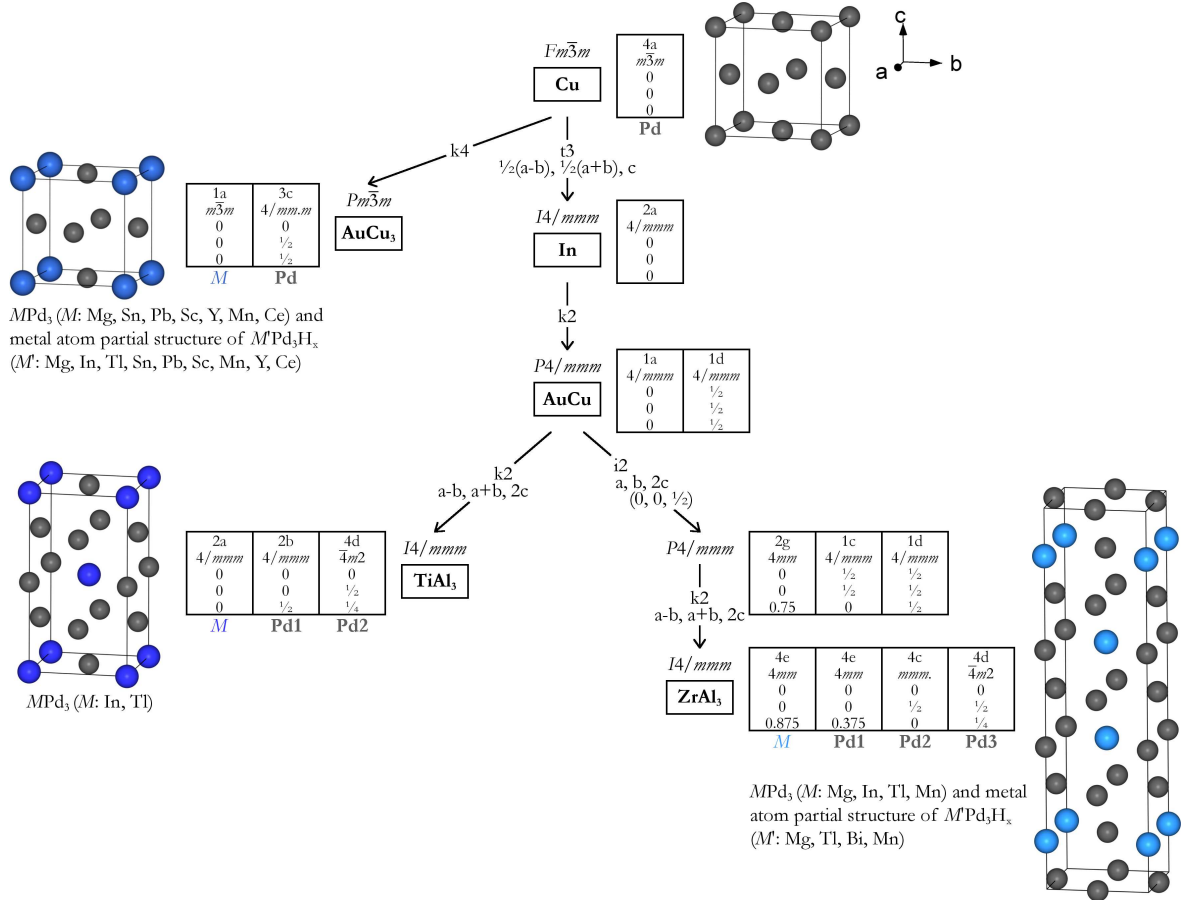 Fm3̅m
Cu
4a
m3̅m
0
0
0
Pd
c
a
b
k4
t3
½(a-b), ½(a+b), c
Pm3̅m
AuCu₃
1a 3c
m3̅m 4/mm.m
0 0
0 ½
0 ½
M Pd
MPd₃ (M: Mg, Sn, Pb, Sc, Y, Mn, Ce) and
metal atom partial structure of M'Pd₃Hₓ
(M': Mg, In, Tl, Sn, Pb, Sc, Mn, Y, Ce)
I4/mmm
In
2a
4/mmm
0
0
0
k2
P4/mmm
AuCu
1a 1d
4/mmm 4/mmm
0 ½
0 ½
0 ½
k2
a-b, a+b, 2c
i2
a, b, 2c
(0, 0, ½)
I4/mmm
TiAl₃
2a 2b 4d
4/mmm 4/mmm 4̅m2
0 0 0
0 0 ½
0 ½ ¼
M Pd1 Pd2
MPd₃ (M: In, Tl)
P4/mmm
2g 1c 1d
4mm 4/mmm 4/mmm
0 ½ ½
0 ½ ½
0.75 0 ½
k2
a-b, a+b, 2c
I4/mmm
ZrAl₃
4e 4e 4c 4d
4mm 4mm mmm. 4̅m2
0 0 0 0
0 0 ½ ½
0.875 0.375 0 ¼
M Pd1 Pd2 Pd3
MPd₃ (M: Mg, In, Tl, Mn) and metal
atom partial structure of M'Pd₃Hₓ
(M': Mg, Tl, Bi, Mn)